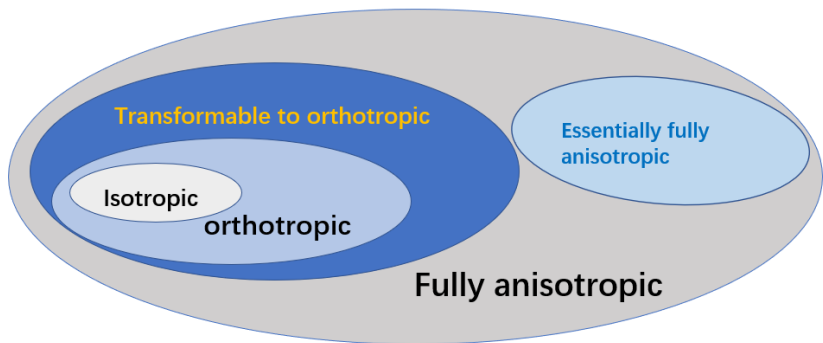 Transformable to orthotropic
Essentially fully
anisotropic
Isotropic
orthotropic
Fully anisotropic